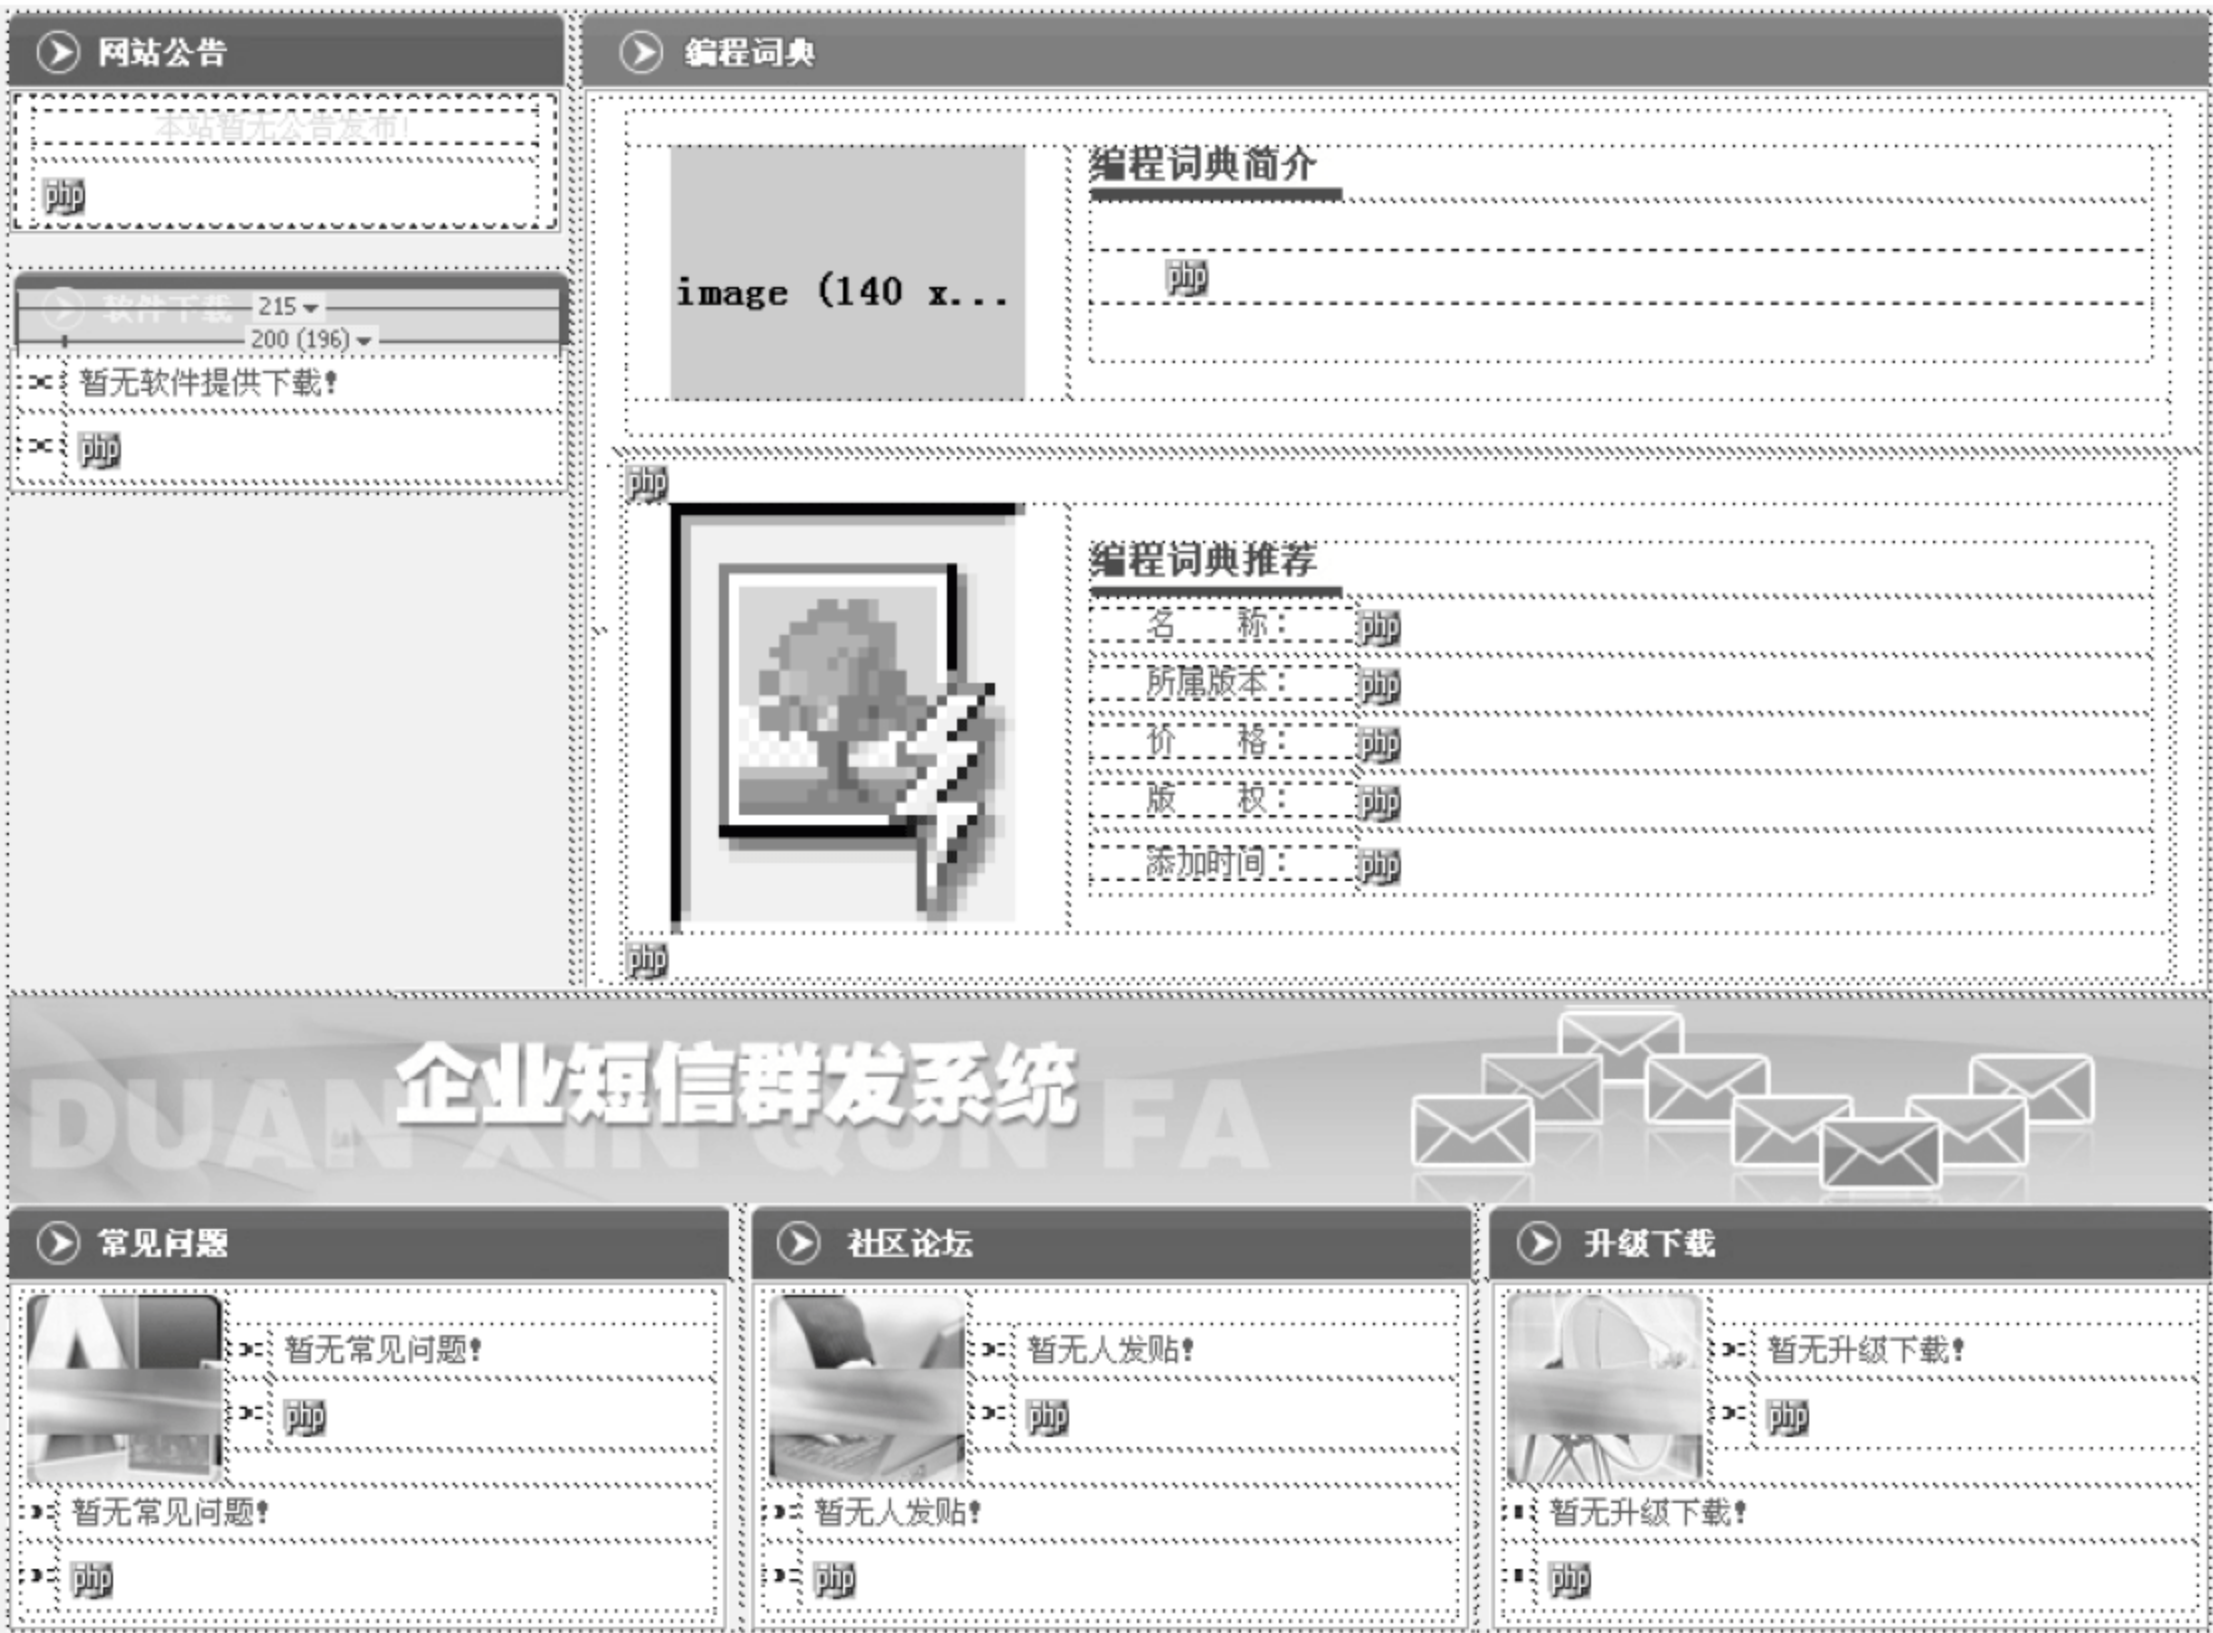 网站公告
本站暂无公告发布!
php
软件下载
215
200 (196)
暂无软件提供下载!
php
编程词典
image (140 x...
编程词典简介
php
php
编程词典推荐
名 称： php
所属版本： php
价 格： php
版 权： php
添加时间： php
php
企业短信群发系统
DUAN XIN QUN FA
常见问题
暂无常见问题!
php
暂无常见问题!
php
社区论坛
暂无人发贴!
php
暂无人发贴!
php
升级下载
暂无升级下载!
php
暂无升级下载!
php